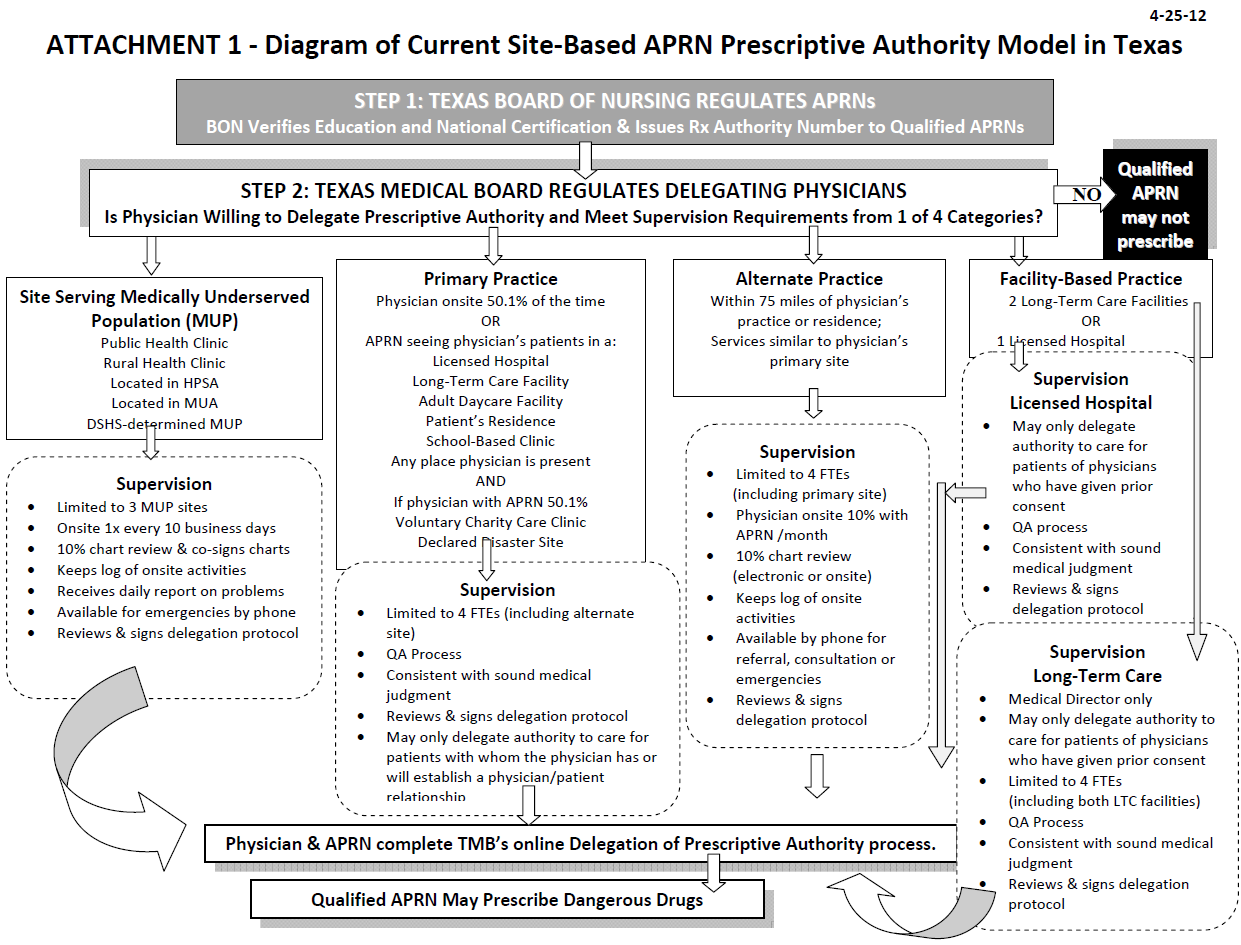 4-25-12
ATTACHMENT 1 - Diagram of Current Site-Based APRN Prescriptive Authority Model in Texas
STEP 1: TEXAS BOARD OF NURSING REGULATES APRNs
BON Verifies Education and National Certification & Issues Rx Authority Number to Qualified APRNs
STEP 2: TEXAS MEDICAL BOARD REGULATES DELEGATING PHYSICIANS
Is Physician Willing to Delegate Prescriptive Authority and Meet Supervision Requirements from 1 of 4 Categories?
NO
Qualified
APRN
may not
prescribe
Site Serving Medically Underserved
Population (MUP)
Public Health Clinic
Rural Health Clinic
Located in HPSA
Located in MUA
DSHS-determined MUP
Supervision
• Limited to 3 MUP sites
• Onsite 1x every 10 business days
• 10% chart review & co-signs charts
• Keeps log of onsite activities
• Receives daily report on problems
• Available for emergencies by phone
• Reviews & signs delegation protocol
Primary Practice
Physician onsite 50.1% of the time
OR
APRN seeing physician's patients in a:
Licensed Hospital
Long-Term Care Facility
Adult Daycare Facility
Patient's Residence
School-Based Clinic
Any place physician is present
AND
If physician with APRN 50.1%
Voluntary Charity Care Clinic
Declared Disaster Site
Supervision
• Limited to 4 FTEs (including alternate
site)
• QA Process
• Consistent with sound medical
judgment
• Reviews & signs delegation protocol
• May only delegate authority to care for
patients with whom the physician has or
will establish a physician/patient
relationship
Alternate Practice
Within 75 miles of physician's
practice or residence;
Services similar to physician's
primary site
Supervision
• Limited to 4 FTEs
(including primary site)
• Physician onsite 10% with
APRN /month
• 10% chart review
(electronic or onsite)
• Keeps log of onsite
activities
• Available by phone for
referral, consultation or
emergencies
• Reviews & signs
delegation protocol
Facility-Based Practice
2 Long-Term Care Facilities
OR
1 Licensed Hospital
Supervision
Licensed Hospital
• May only delegate
authority to care for
patients of physicians
who have given prior
consent
• QA process
• Consistent with sound
medical judgment
• Reviews & signs
delegation protocol
Supervision
Long-Term Care
• Medical Director only
• May only delegate authority to
care for patients of physicians
who have given prior consent
• Limited to 4 FTEs
(including both LTC facilities)
• QA Process
• Consistent with sound medical
judgment
• Reviews & signs delegation
protocol
Physician & APRN complete TMB's online Delegation of Prescriptive Authority process.
Qualified APRN May Prescribe Dangerous Drugs